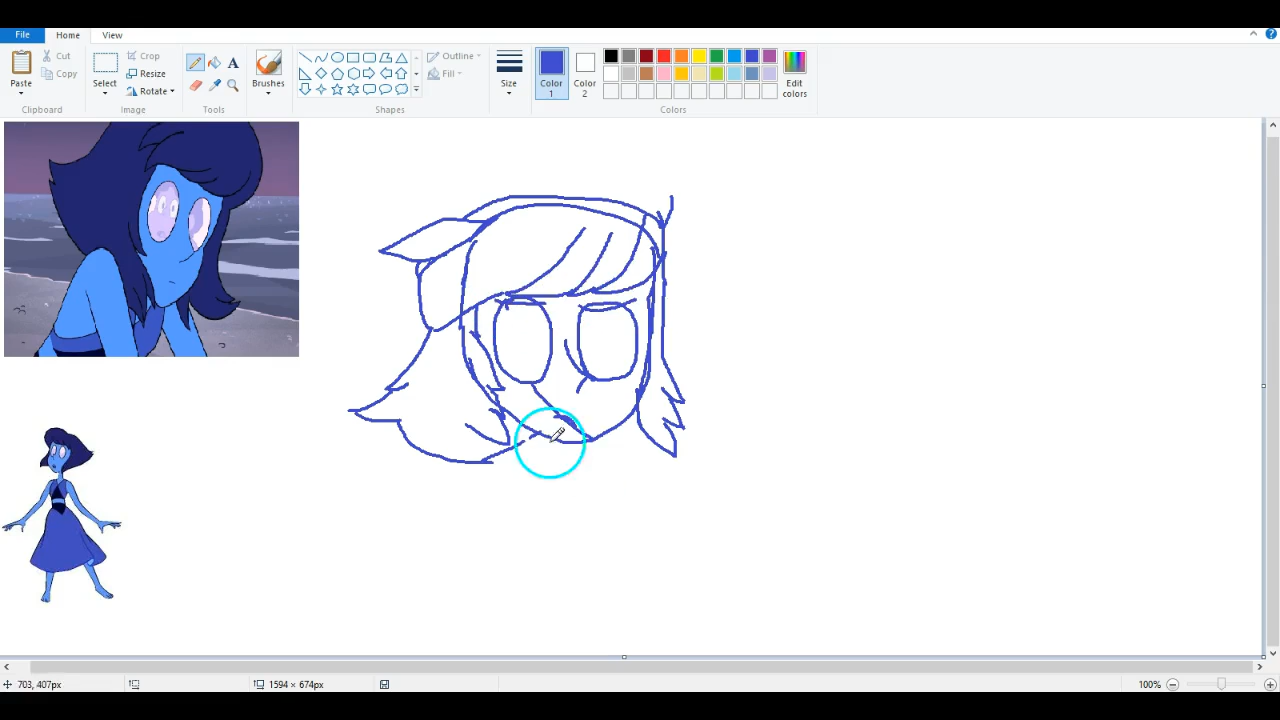 File Home View
Paste
Cut
Copy
Clipboard
Select
Crop
Resize
Rotate
Image
A
Tools
Brushes
Shapes
Outline
Fill
Size
Color 1
Color 2
Edit colors
Colors
703, 407px
1594 × 674px
100%